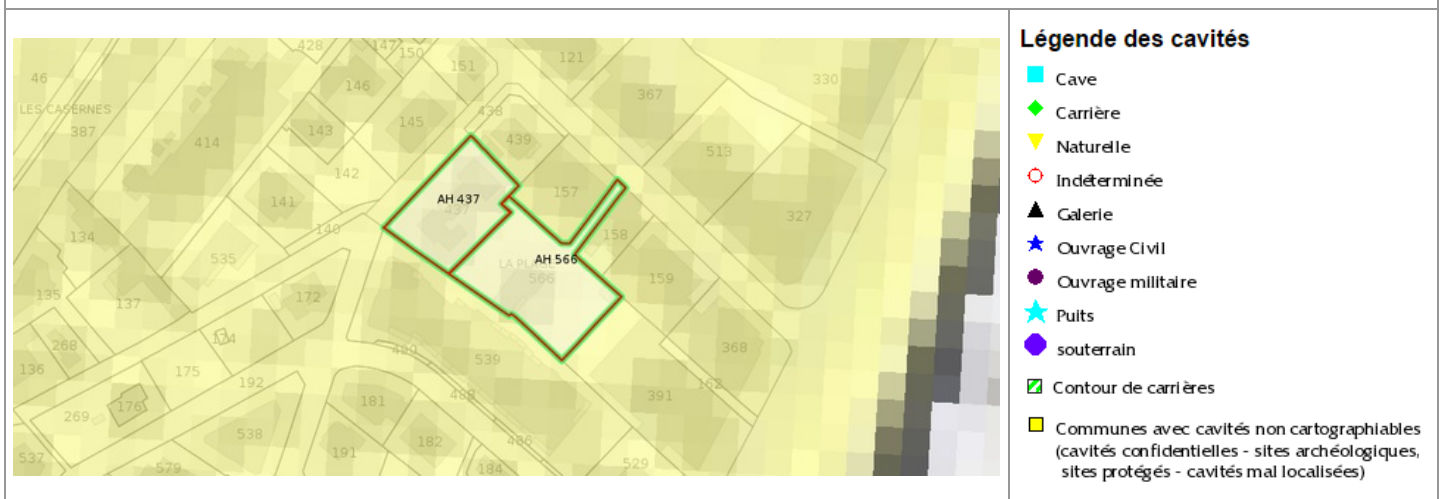 428
147
150
151
121
46
146
367
330
LES CASERNES
387
143
145
438
439
414
513
142
AH 437
437
157
141
140
327
134
158
LA PLAGE
AH 566
535
566
159
135
137
172
268
174
499
539
368
136
175
192
162
176
181
488
391
269
538
182
486
537
191
579
184
529
Légende des cavités
Cave
Carrière
Naturelle
Indéterminée
Galerie
Ouvrage Civil
Ouvrage militaire
Puits
souterrain
Contour de carrières
Communes avec cavités non cartographiables
(cavités confidentielles - sites archéologiques,
sites protégés - cavités mal localisées)